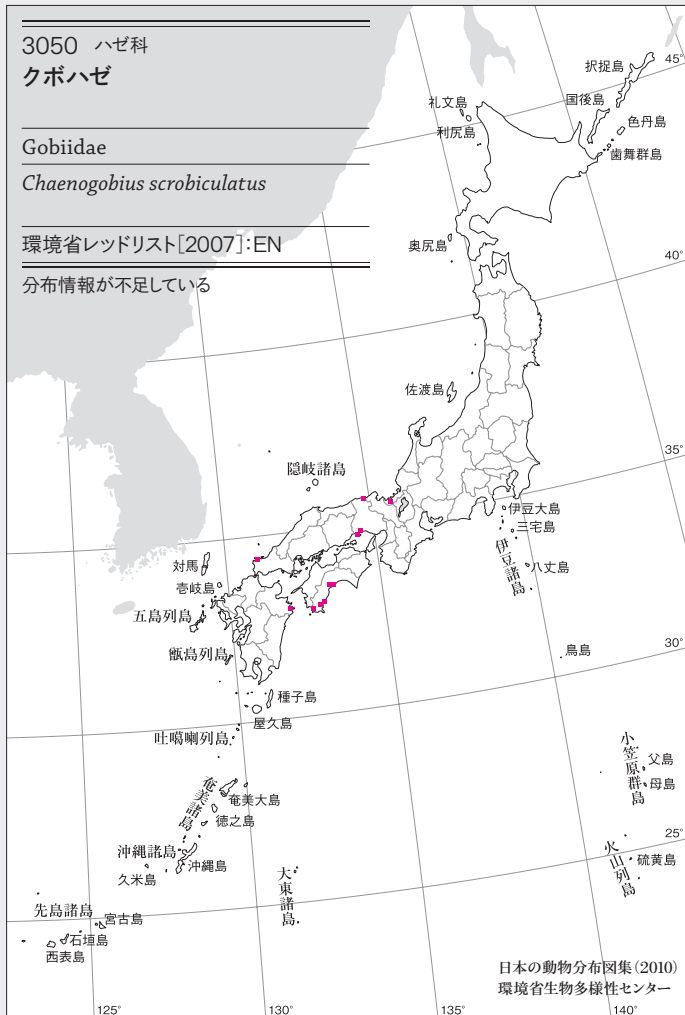 3050 ハゼ科
クボハゼ
Gobiidae
Chaenogobius scrobiculatus
環境省レッドリスト[2007]:EN
分布情報が不足している
択捉島
45°
国後島
礼文島
色丹島
利尻島
歯舞群島
奥尻島
40°
佐渡島
35°
隠岐諸島
伊豆大島
三宅島
伊豆諸島
八丈島
対馬
壱岐島
五島列島
甑島列島
鳥島
30°
種子島
屋久島
吐噶喇列島
小笠原群島
父島
母島
奄美諸島
奄美大島
徳之島
25°
沖縄諸島
沖縄島
久米島
火山列島
硫黄島
大東諸島
先島諸島
宮古島
石垣島
西表島
日本の動物分布図集(2010)
環境省生物多様性センター
125°
130°
135°
140°